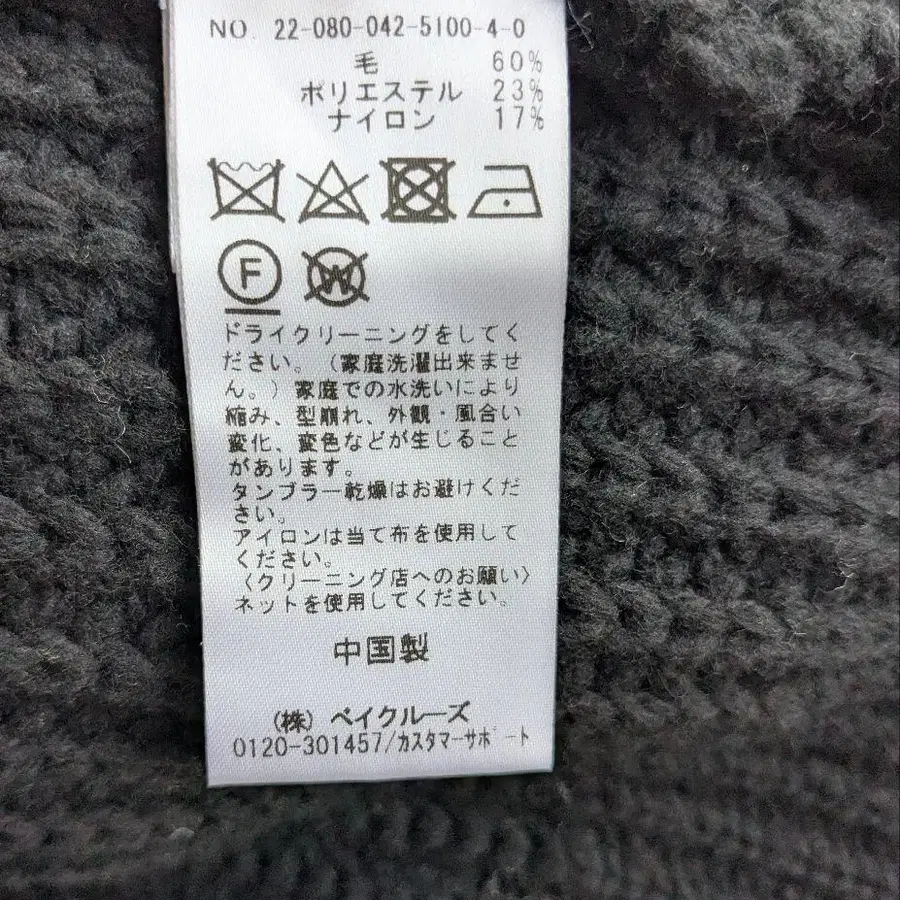 NO. 22-080-042-5100-4-0
毛 60%
ポリエステル 23%
ナイロン 17%
F W
ドライクリーニングをしてく
ださい。（家庭洗濯出来ませ
ん。）家庭での水洗いにより
縮み、型崩れ、外観・風合い
変化、変色などが生じること
があります。
タンブラー乾燥はお避けくだ
さい。
アイロンは当て布を使用して
ください。
〈クリーニング店へのお願い〉
ネットを使用してください。
中国製
（株）ベイクルーズ
0120-301457/カスタマーサポート